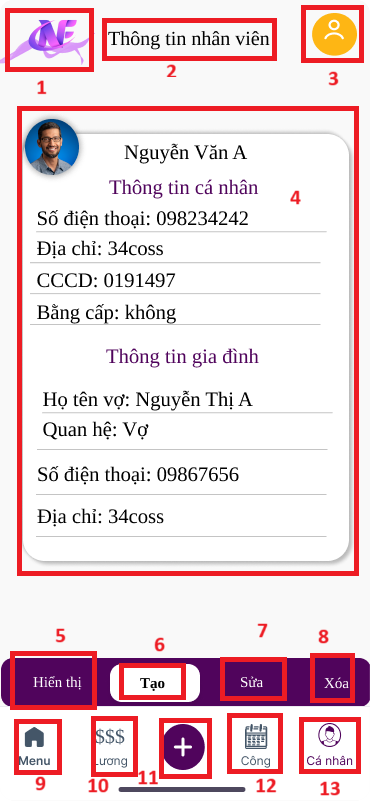 NF
Thông tin nhân viên
1
2
3
Nguyễn Văn A
Thông tin cá nhân
4
Số điện thoại: 098234242
Địa chỉ: 34coss
CCCD: 0191497
Bằng cấp: không
Thông tin gia đình
Họ tên vợ: Nguyễn Thị A
Quan hệ: Vợ
Số điện thoại: 09867656
Địa chỉ: 34coss
5
6
7
8
Hiển thị
Tạo
Sửa
Xóa
$$$
+
Menu
Lương
Công
Cá nhân
9
10
11
12
13